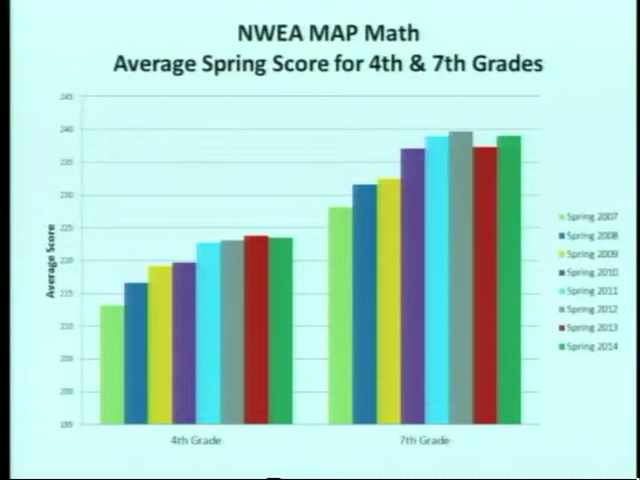 NWEA MAP Math
Average Spring Score for 4th & 7th Grades
245
240
235
230
225
220
215
210
205
200
195
Average Score
4th Grade
7th Grade
Spring 2007
Spring 2008
Spring 2009
Spring 2010
Spring 2011
Spring 2012
Spring 2013
Spring 2014